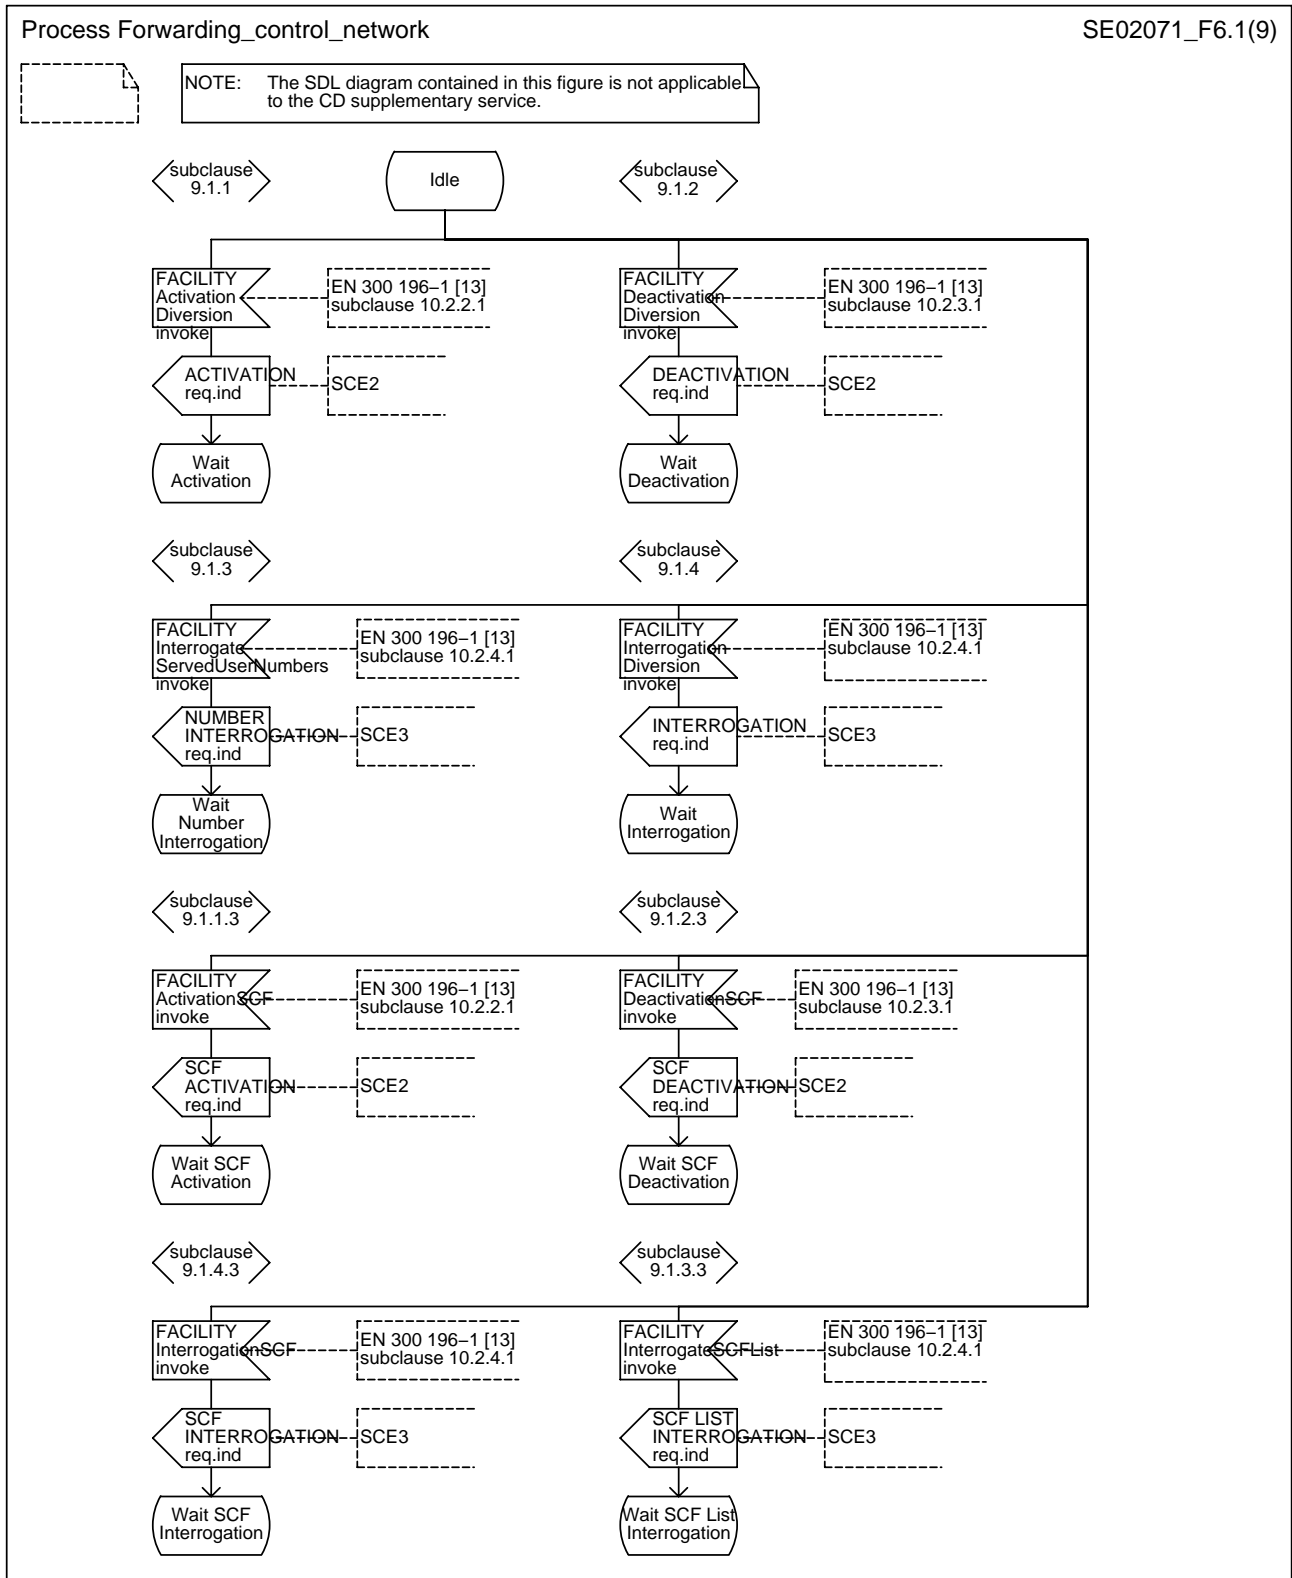 Process Forwarding_control_network
SE02071_F6.1(9)
NOTE: The SDL diagram contained in this figure is not applicable
to the CD supplementary service.
subclause
9.1.1
Idle
subclause
9.1.2
FACILITY
Activation
Diversion
invoke
EN 300 196–1 [13]
subclause 10.2.2.1
FACILITY
Deactivation
Diversion
invoke
EN 300 196–1 [13]
subclause 10.2.3.1
ACTIVATION
req.ind
SCE2
DEACTIVATION
req.ind
SCE2
Wait
Activation
Wait
Deactivation
subclause
9.1.3
subclause
9.1.4
FACILITY
Interrogate
ServedUserNumbers
invoke
EN 300 196–1 [13]
subclause 10.2.4.1
FACILITY
Interrogation
Diversion
invoke
EN 300 196–1 [13]
subclause 10.2.4.1
NUMBER
INTERROGATION
req.ind
SCE3
INTERROGATION
req.ind
SCE3
Wait
Number
Interrogation
Wait
Interrogation
subclause
9.1.1.3
subclause
9.1.2.3
FACILITY
ActivationSCF
invoke
EN 300 196–1 [13]
subclause 10.2.2.1
FACILITY
DeactivationSCF
invoke
EN 300 196–1 [13]
subclause 10.2.3.1
SCF
ACTIVATION
req.ind
SCE2
SCF
DEACTIVATION
req.ind
SCE2
Wait SCF
Activation
Wait SCF
Deactivation
subclause
9.1.4.3
subclause
9.1.3.3
FACILITY
InterrogationSCF
invoke
EN 300 196–1 [13]
subclause 10.2.4.1
FACILITY
InterrogateSCFList
invoke
EN 300 196–1 [13]
subclause 10.2.4.1
SCF
INTERROGATION
req.ind
SCE3
SCF LIST
INTERROGATION
req.ind
SCE3
Wait SCF
Interrogation
Wait SCF List
Interrogation